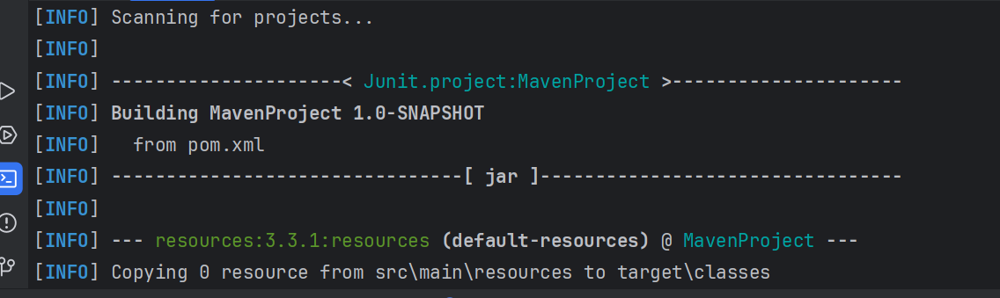 [INFO] Scanning for projects...
[INFO]
[INFO] ---------------------< Junit.project:MavenProject >---------------------
[INFO] Building MavenProject 1.0-SNAPSHOT
[INFO]   from pom.xml
[INFO] --------------------------------[ jar ]---------------------------------
[INFO]
[INFO] --- resources:3.3.1:resources (default-resources) @ MavenProject ---
[INFO] Copying 0 resource from src\main\resources to target\classes